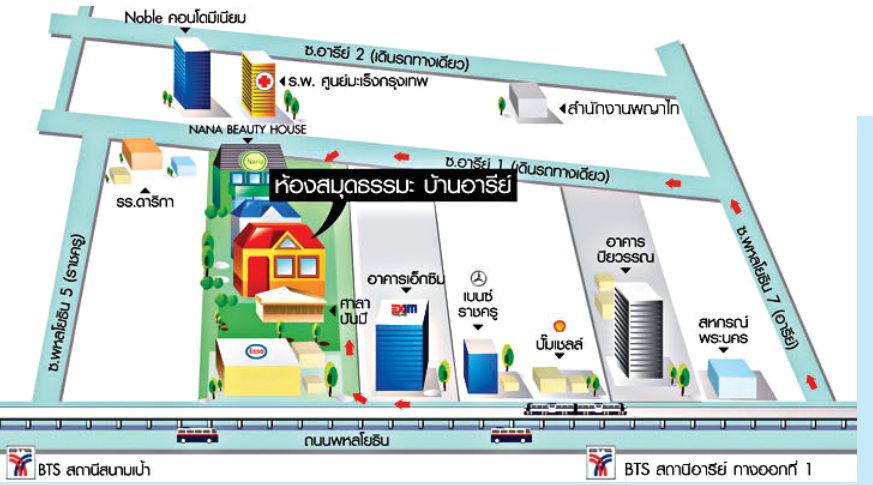 Noble คอนโดมีเนียม
ซ.อารีย์ 2 (เดินรถทางเดียว)
ร.พ. ศูนย์มะเร็งกรุงเทพ
สำนักงานพญาไท
NANA BEAUTY HOUSE
Nana
ซ.อารีย์ 1 (เดินรถทางเดียว)
ห้องสมุดธรรมะ บ้านอารีย์
รร.ดาริกา
ซ.พหลโยธิน 5 (ราชครู)
ซ.พหลโยธิน 7 (อารีย์)
อาคาร
ปิยวรรณ
อาคารเอ็กซิม
EXIM
เบนซ์
ราชครู
ศาลา
ปันมี
ปั๊มเชลล์
สหกรณ์
พระนคร
Esso
ถนนพหลโยธิน
BTS
BTS สถานีสนามเป้า
BTS
BTS สถานีอารีย์ ทางออกที่ 1